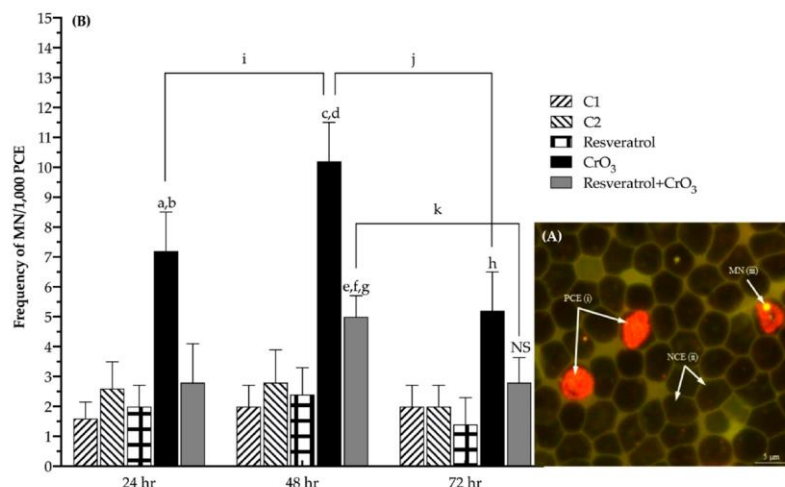 (B)
Frequency of MN/1,000 PCE
15
14
13
12
11
10
9
8
7
6
5
4
3
2
1
0
i
j
k
a,b
c,d
e,f,g
h
NS
24 hr
48 hr
72 hr
C1
C2
Resveratrol
CrO₃
Resveratrol+CrO₃
(A)
MN (iii)
PCE (i)
NCE (ii)
5 µm